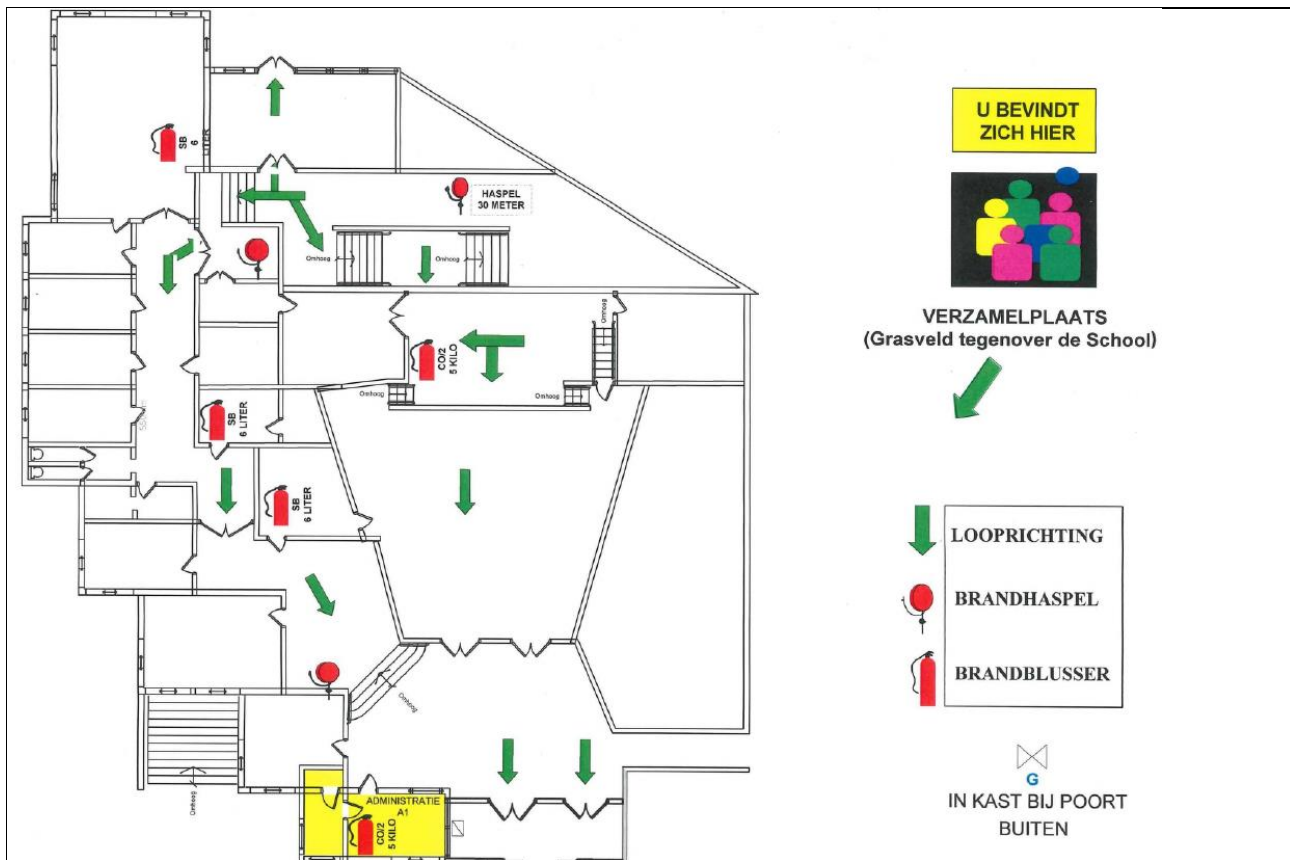 SB
6
LITER
HASPEL
30 METER
Omhoog
Omhoog
Omhoog
CO/2
5 KILO
Omhoog
Omhoog
SB
6 LITER
SB
6 LITER
Omhoog
Omhoog
ADMINISTRATIE
A1
CO/2
5 KILO
U BEVINDT
ZICH HIER
VERZAMELPLAATS
(Grasveld tegenover de School)
LOOPRICHTING
BRANDHASPEL
BRANDBLUSSER
G
IN KAST BIJ POORT
BUITEN